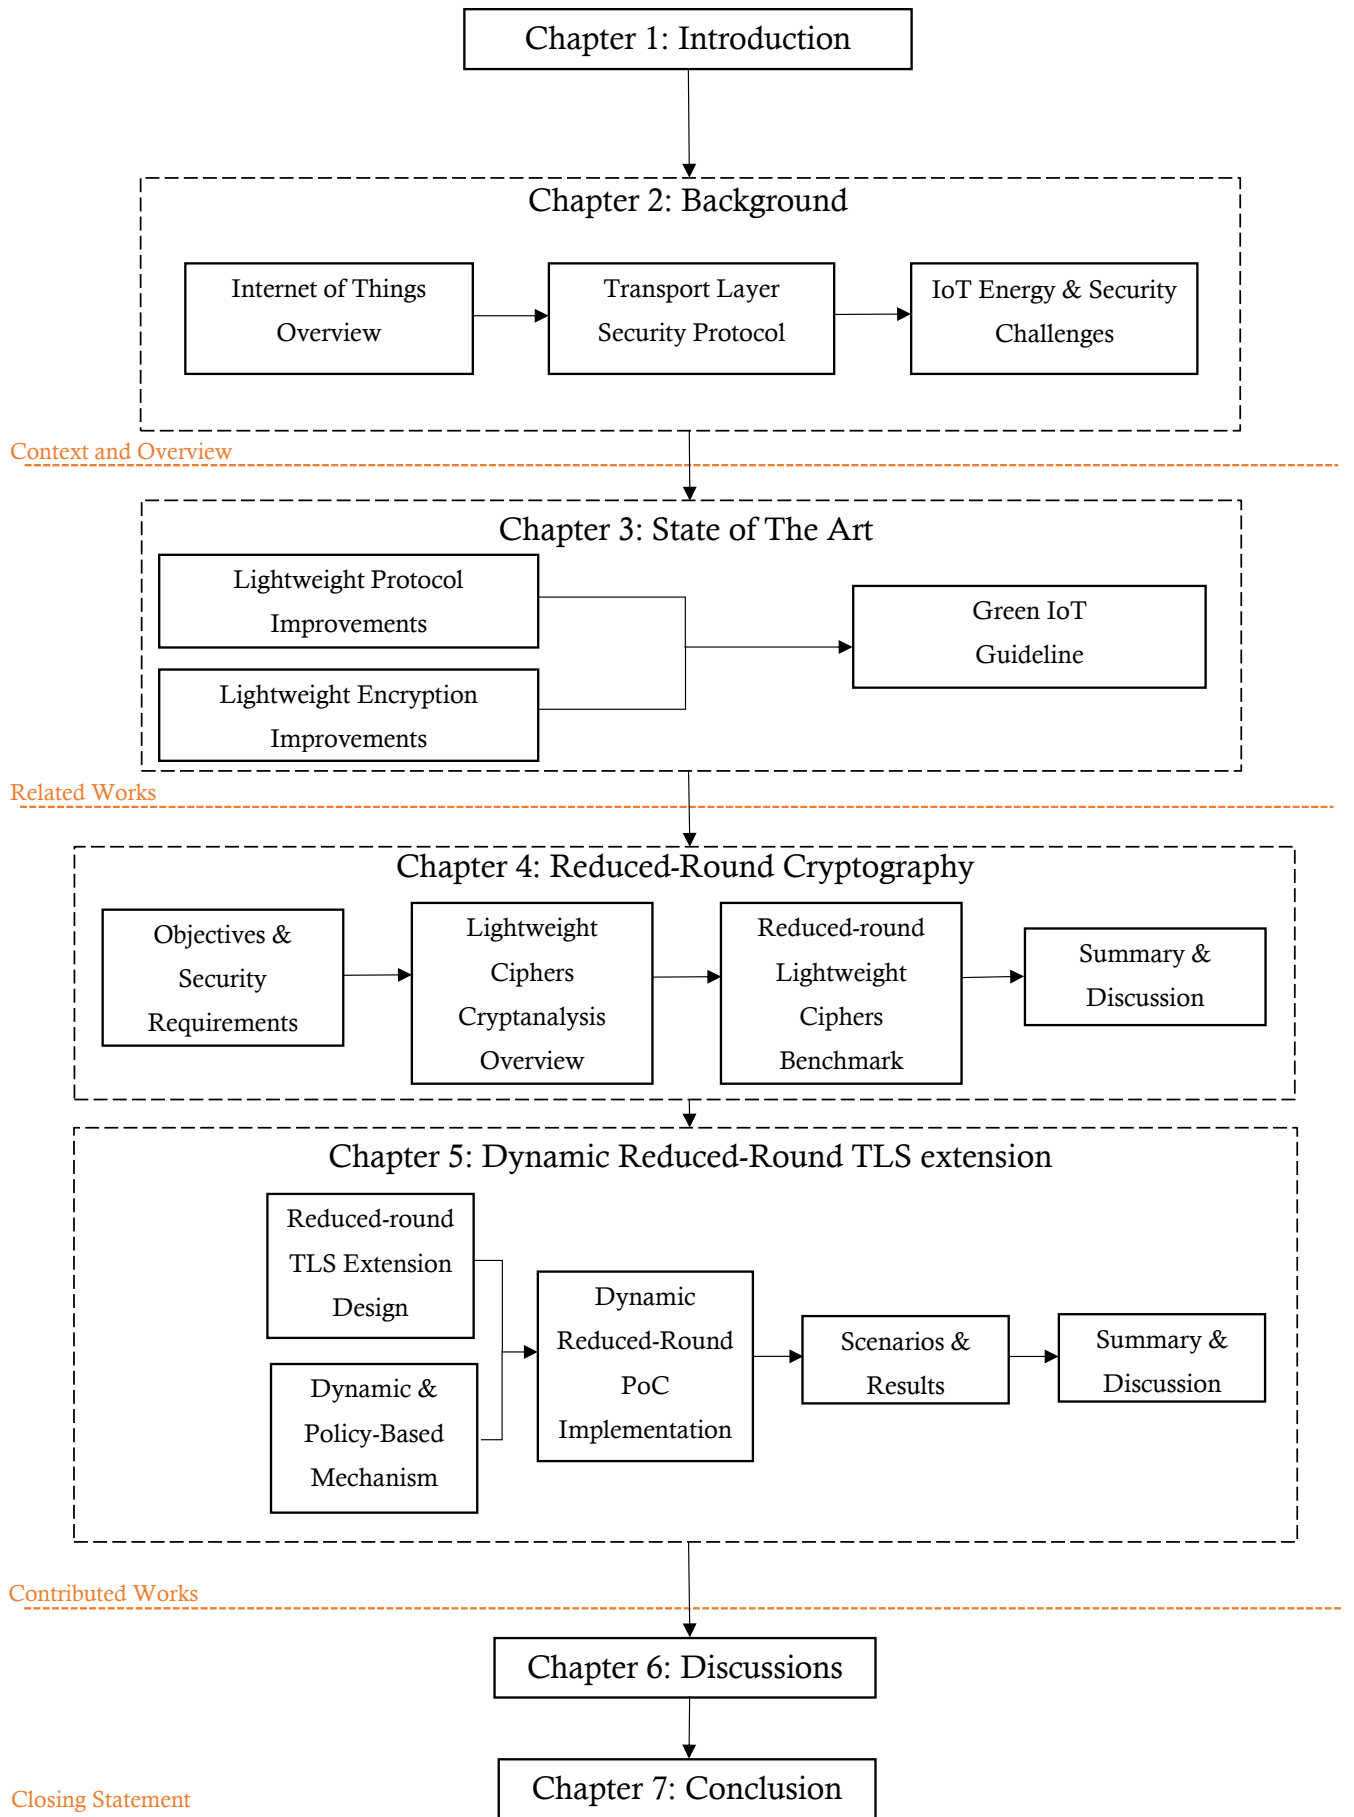 Chapter 1: Introduction
Chapter 2: Background
Internet of Things
Overview
Transport Layer
Security Protocol
IoT Energy & Security
Challenges
Context and Overview
Chapter 3: State of The Art
Lightweight Protocol
Improvements
Lightweight Encryption
Improvements
Green IoT
Guideline
Related Works
Chapter 4: Reduced-Round Cryptography
Objectives &
Security
Requirements
Lightweight
Ciphers
Cryptanalysis
Overview
Reduced-round
Lightweight
Ciphers
Benchmark
Summary &
Discussion
Chapter 5: Dynamic Reduced-Round TLS extension
Reduced-round
TLS Extension
Design
Dynamic &
Policy-Based
Mechanism
Dynamic
Reduced-Round
PoC
Implementation
Scenarios &
Results
Summary &
Discussion
Contributed Works
Chapter 6: Discussions
Chapter 7: Conclusion
Closing Statement